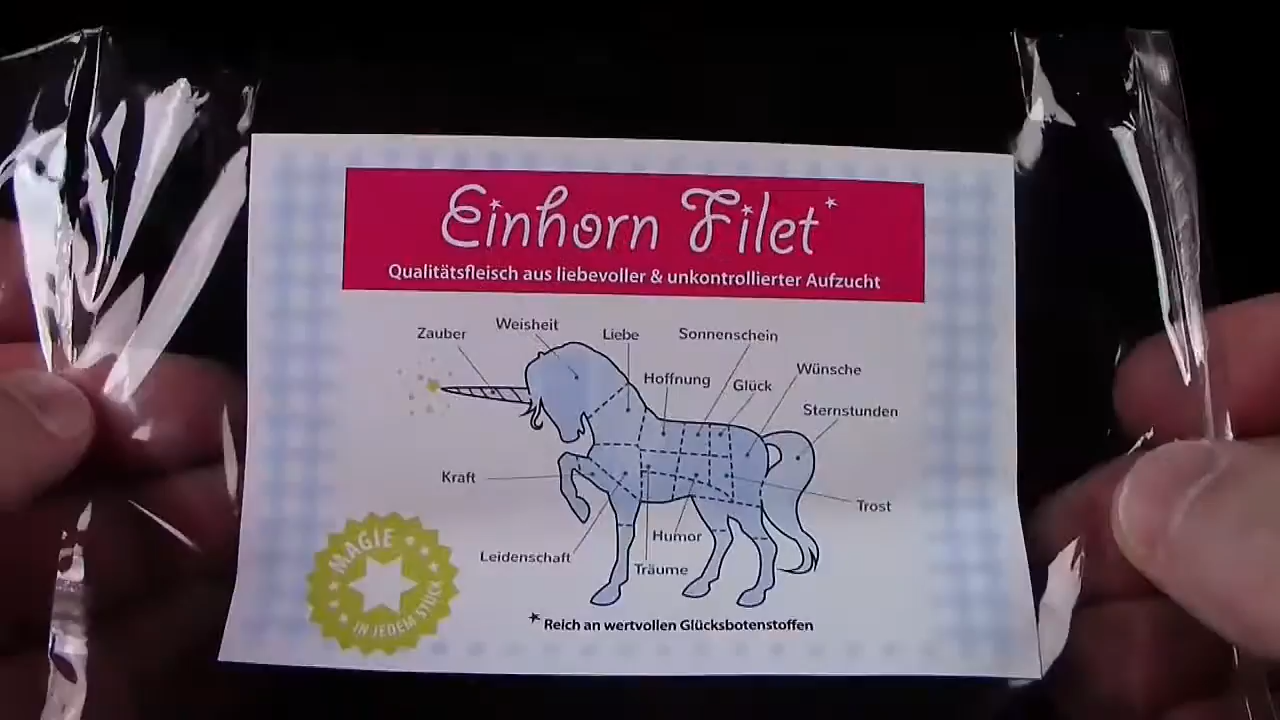 Einhorn Filet*
Qualitätsfleisch aus liebevoller & unkontrollierter Aufzucht
Zauber
Weisheit
Liebe
Sonnenschein
Hoffnung
Glück
Wünsche
Sternstunden
Kraft
Trost
Leidenschaft
Humor
Träume
MAGIE
IN JEDEM STÜCK
*Reich an wertvollen Glücksbotenstoffen